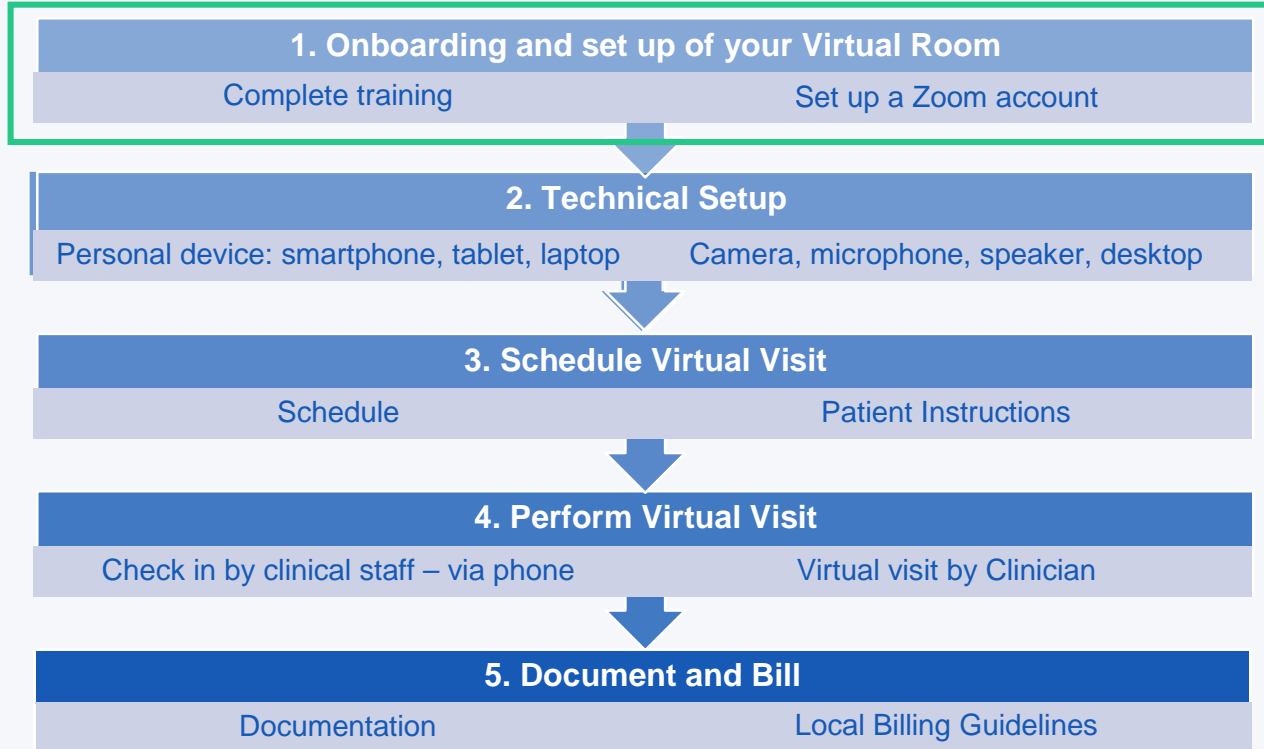 1. Onboarding and set up of your Virtual Room
Complete training
Set up a Zoom account
2. Technical Setup
Personal device: smartphone, tablet, laptop
Camera, microphone, speaker, desktop
3. Schedule Virtual Visit
Schedule
Patient Instructions
4. Perform Virtual Visit
Check in by clinical staff – via phone
Virtual visit by Clinician
5. Document and Bill
Documentation
Local Billing Guidelines